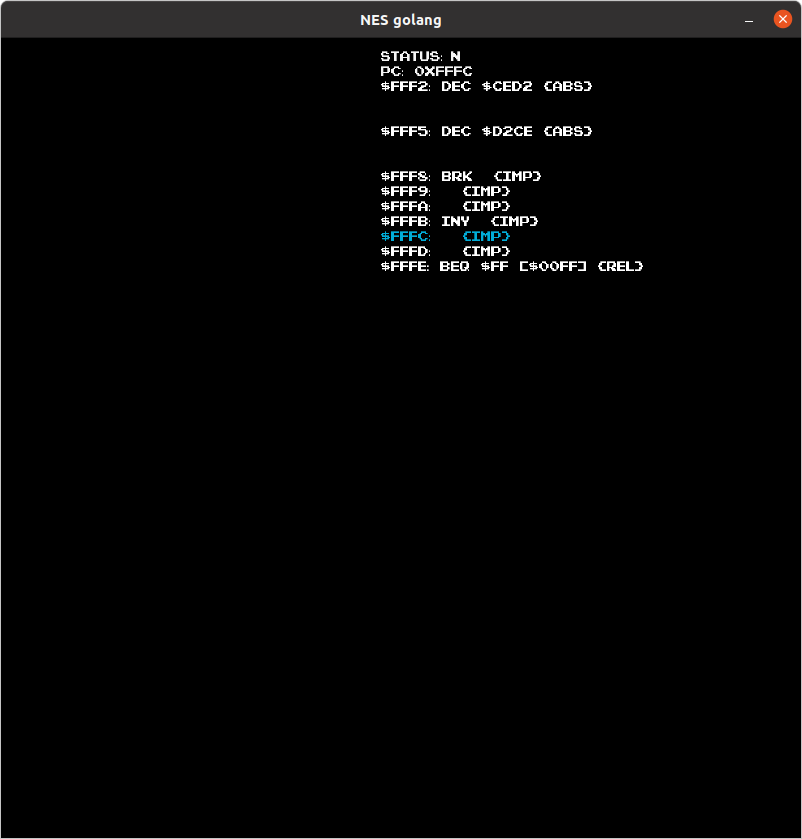 NES golang
STATUS: N
PC: 0XFFFC
$FFF2: DEC $CED2 {ABS}
$FFF5: DEC $D2CE {ABS}
$FFF8: BRK {IMP}
$FFF9: {IMP}
$FFFA: {IMP}
$FFFB: INY {IMP}
$FFFC: {IMP}
$FFFD: {IMP}
$FFFE: BEQ $FF [$00FF] {REL}